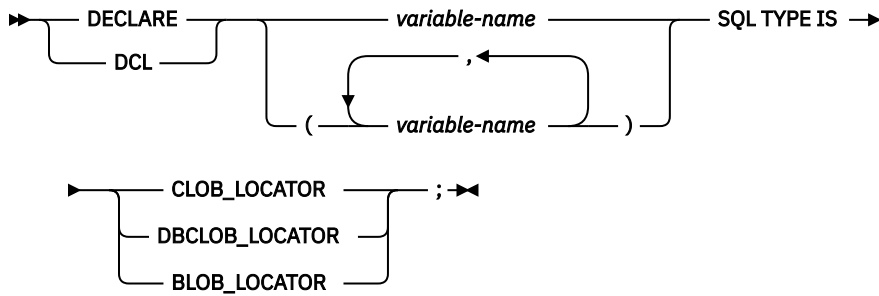 DECLARE variable-name SQL TYPE IS
DCL ,
( variable-name )
CLOB_LOCATOR ;
DBCLOB_LOCATOR
BLOB_LOCATOR